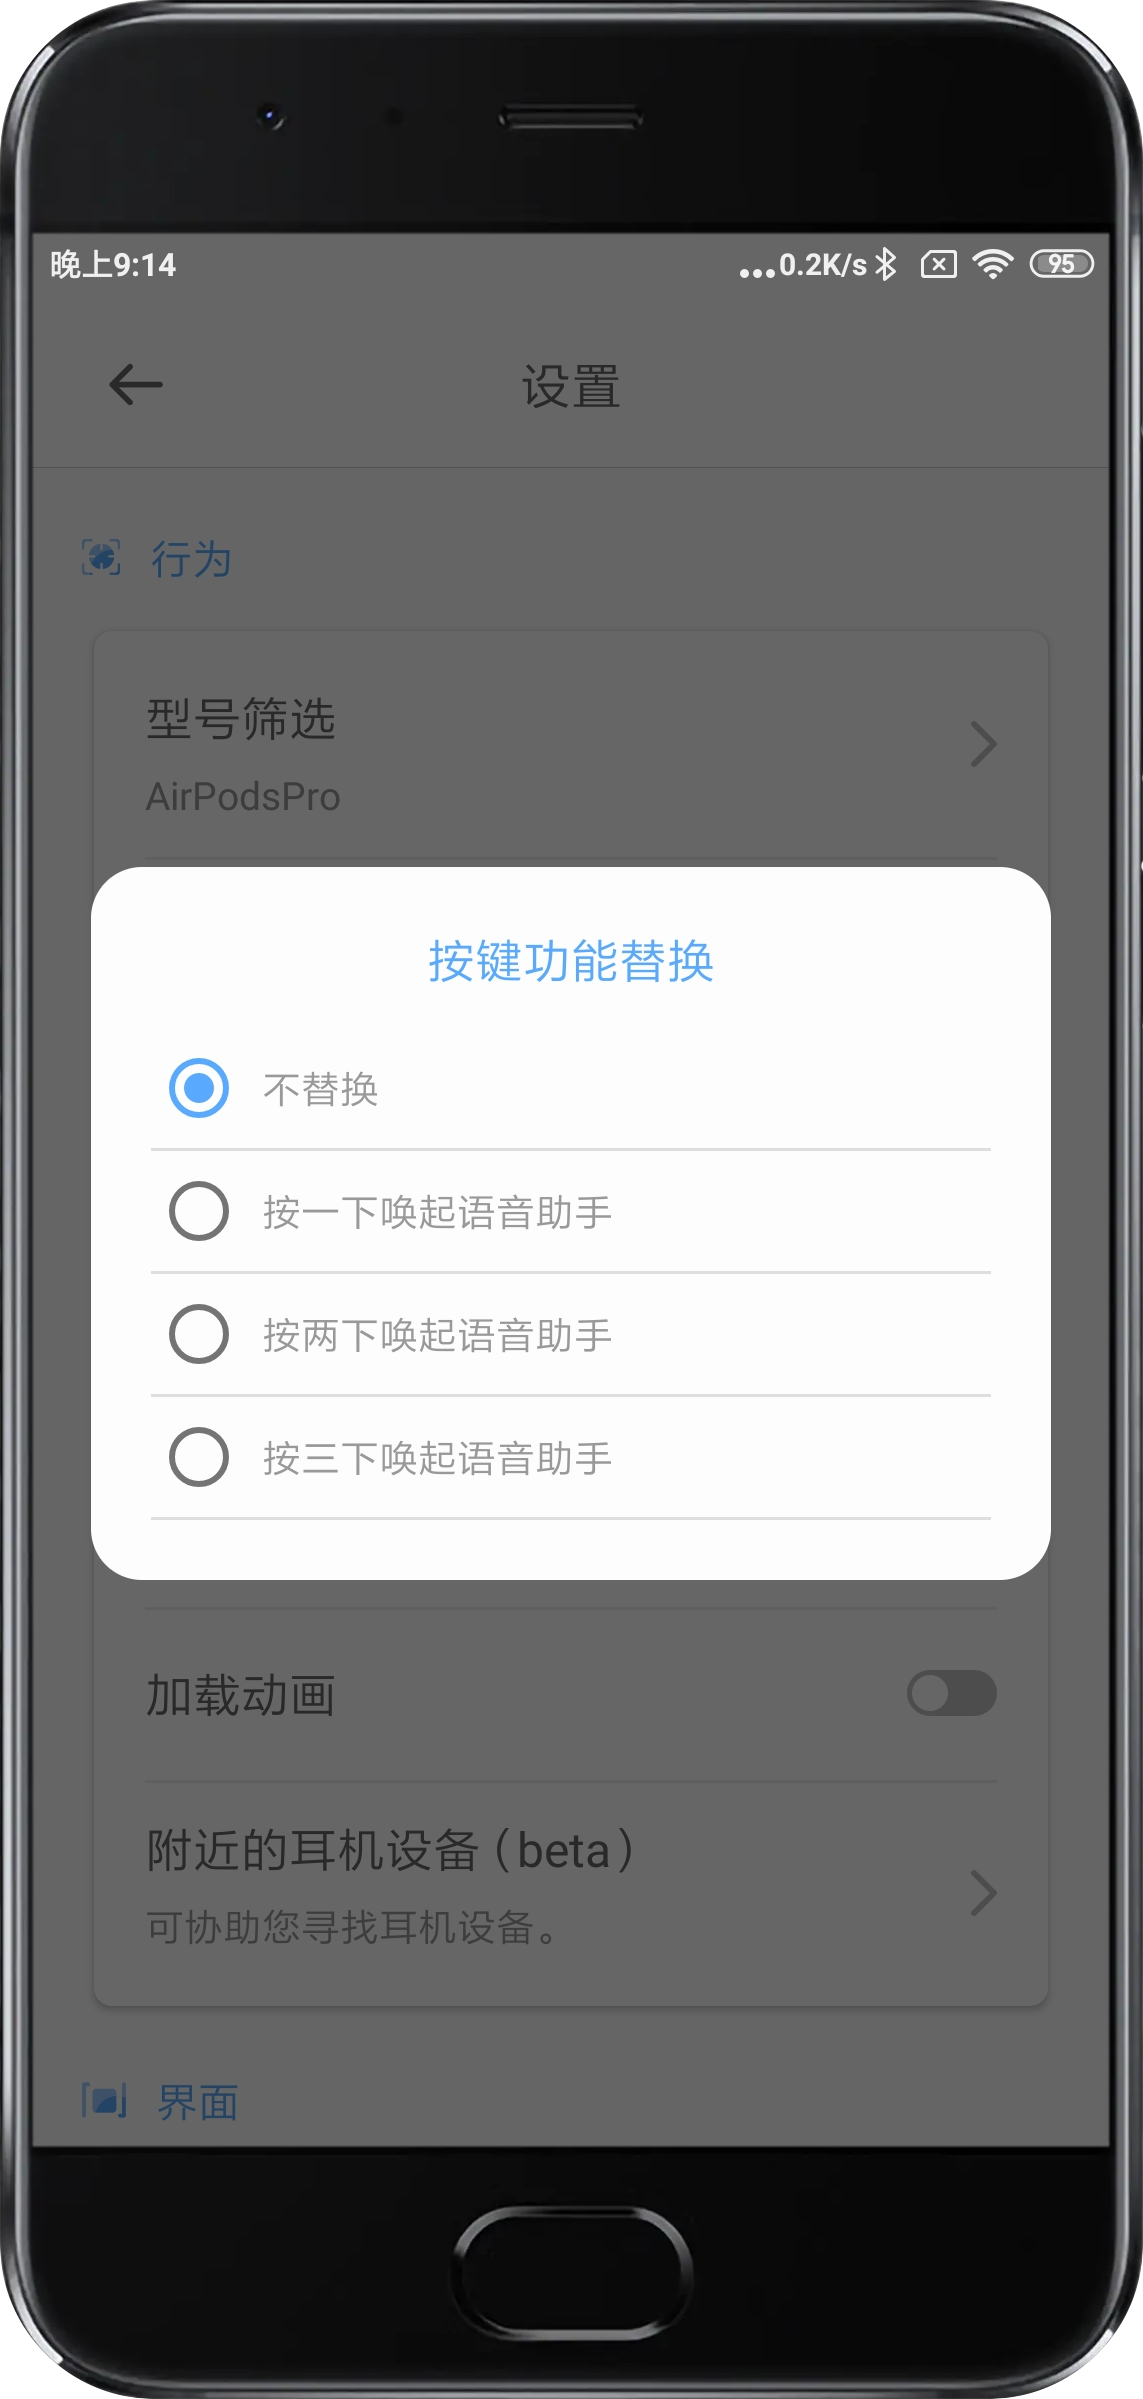 晚上9:14
...0.2K/s
95
设置
行为
型号筛选
AirPodsPro
按键功能替换
不替换
按一下唤起语音助手
按两下唤起语音助手
按三下唤起语音助手
加载动画
附近的耳机设备（beta）
可协助您寻找耳机设备。
界面